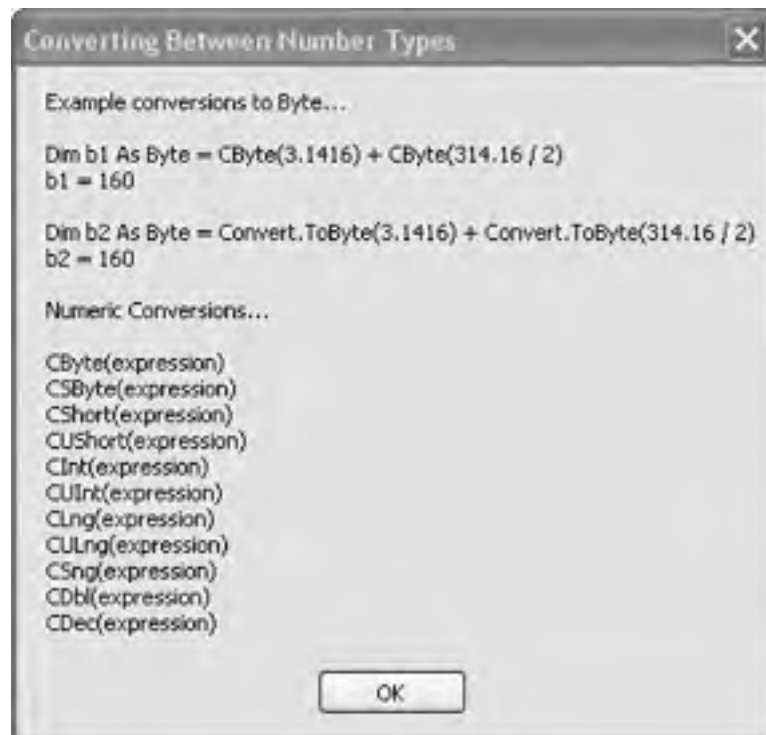 Converting Between Number Types
Example conversions to Byte...
Dim b1 As Byte = CByte(3.1416) + CByte(314.16 / 2)
b1 = 160
Dim b2 As Byte = Convert.ToByte(3.1416) + Convert.ToByte(314.16 / 2)
b2 = 160
Numeric Conversions...
CByte(expression)
CSByte(expression)
CShort(expression)
CUShort(expression)
CInt(expression)
CUInt(expression)
CLng(expression)
CULng(expression)
CSng(expression)
CDbl(expression)
CDec(expression)
OK